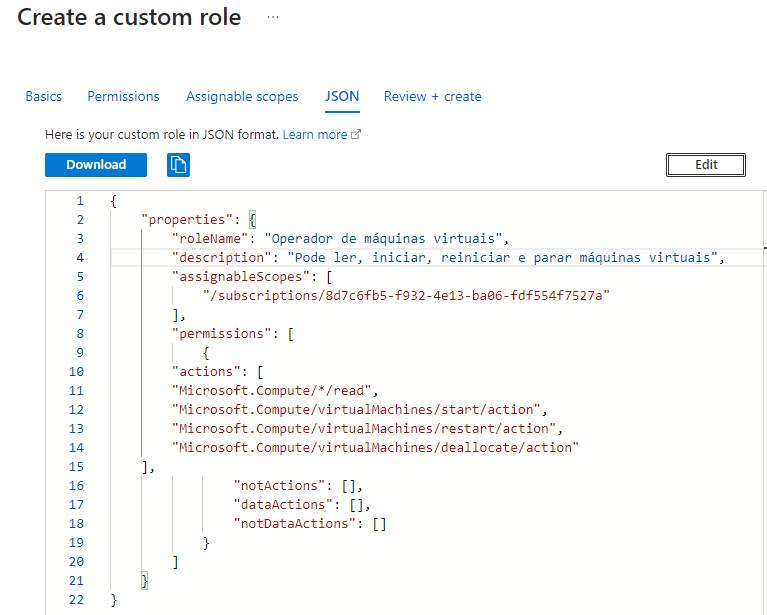 Create a custom role ...
Basics Permissions Assignable scopes JSON Review + create
Here is your custom role in JSON format. Learn more
Download Edit
1 {
2 "properties": {
3 "roleName": "Operador de máquinas virtuais",
4 "description": "Pode ler, iniciar, reiniciar e parar máquinas virtuais",
5 "assignableScopes": [
6 "/subscriptions/8d7c6fb5-f932-4e13-ba06-fdf554f7527a"
7 ],
8 "permissions": [
9 {
10 "actions": [
11 "Microsoft.Compute/*/read",
12 "Microsoft.Compute/virtualMachines/start/action",
13 "Microsoft.Compute/virtualMachines/restart/action",
14 "Microsoft.Compute/virtualMachines/deallocate/action"
15 ],
16 "notActions": [],
17 "dataActions": [],
18 "notDataActions": []
19 }
20 ]
21 }
22 }